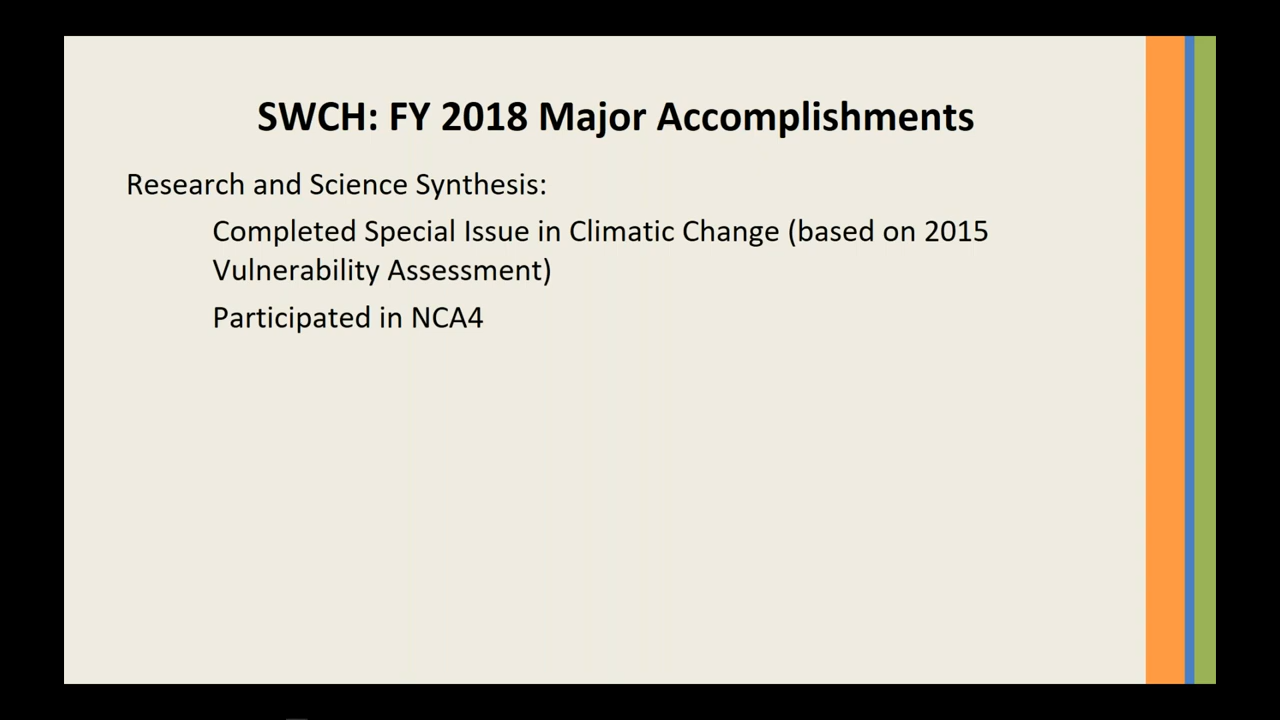 SWCH: FY 2018 Major Accomplishments
Research and Science Synthesis:
Completed Special Issue in Climatic Change (based on 2015
Vulnerability Assessment)
Participated in NCA4